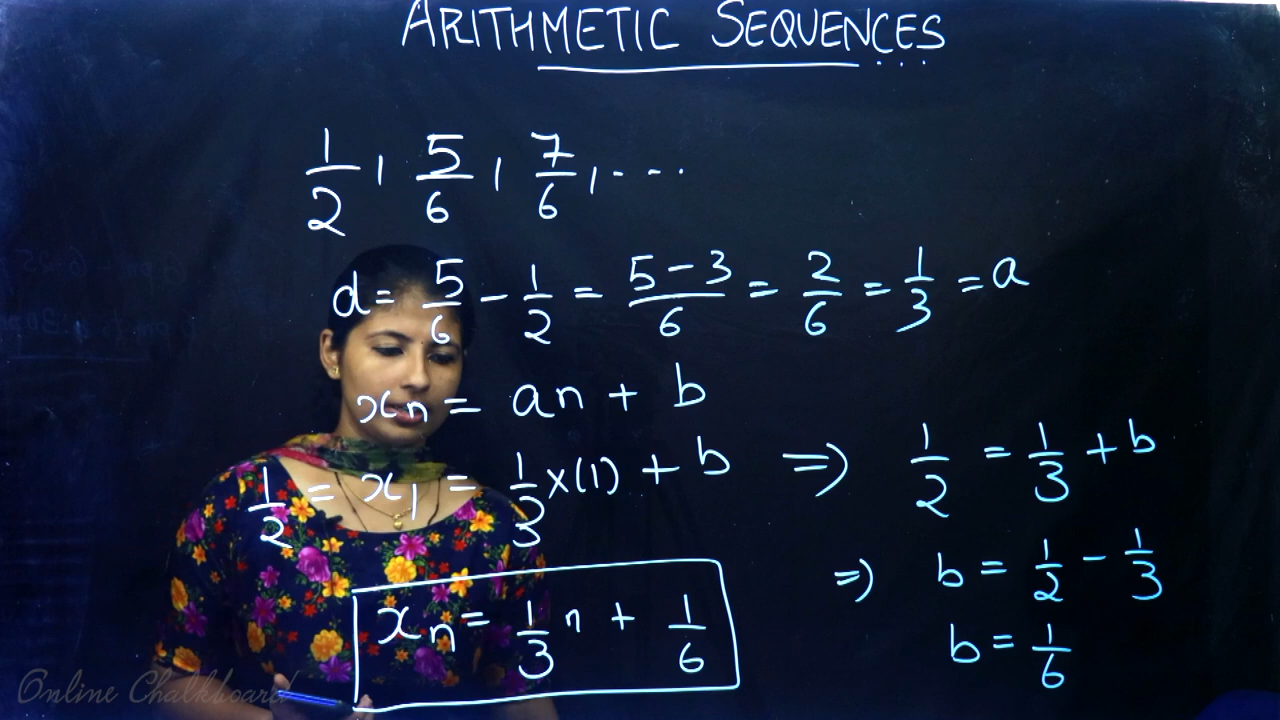 ARITHMETIC SEQUENCES...
1/2, 5/6, 7/6, ...
d = 5/6 - 1/2 = (5-3)/6 = 2/6 = 1/3 = a
xₙ = an + b
1/2 = x₁ = 1/3 x(1) + b ⇒ 1/2 = 1/3 + b
⇒ b = 1/2 - 1/3
xₙ = 1/3 n + 1/6
b = 1/6
Online Chalkboard